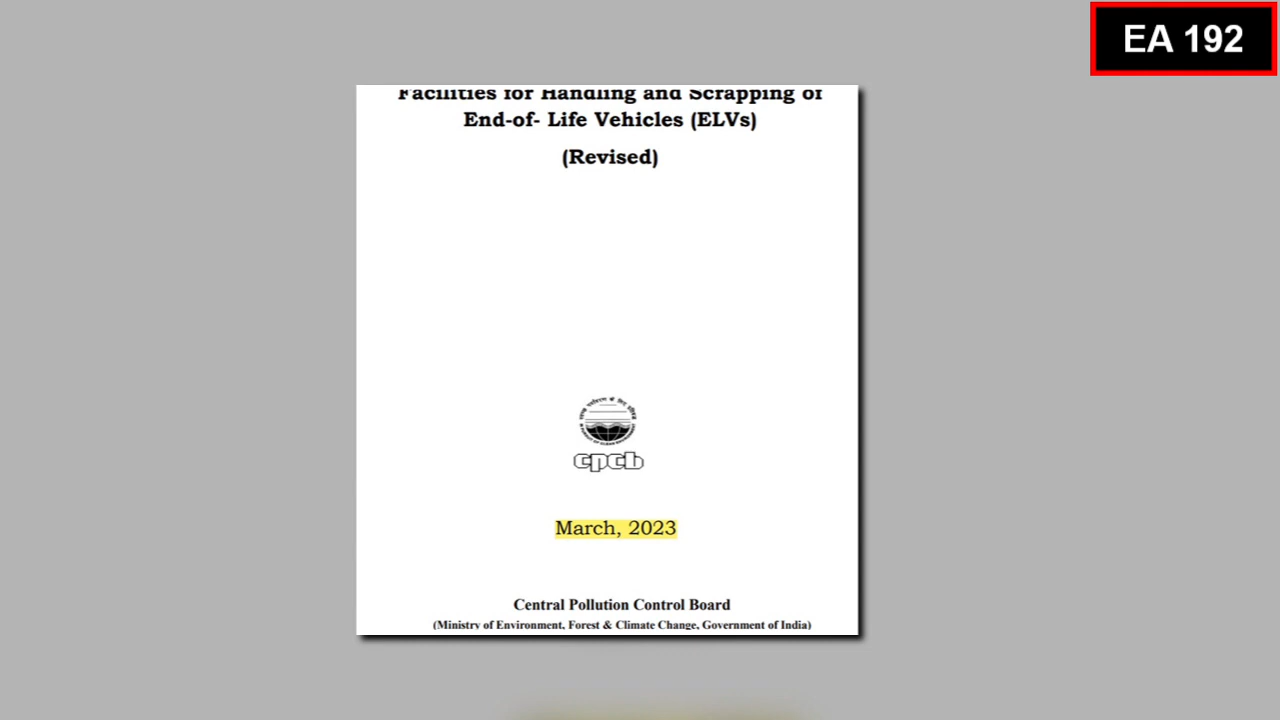 EA 192
Facilities for Handling and Scrapping of
End-of- Life Vehicles (ELVs)
(Revised)
cpcb
March, 2023
Central Pollution Control Board
(Ministry of Environment, Forest & Climate Change, Government of India)